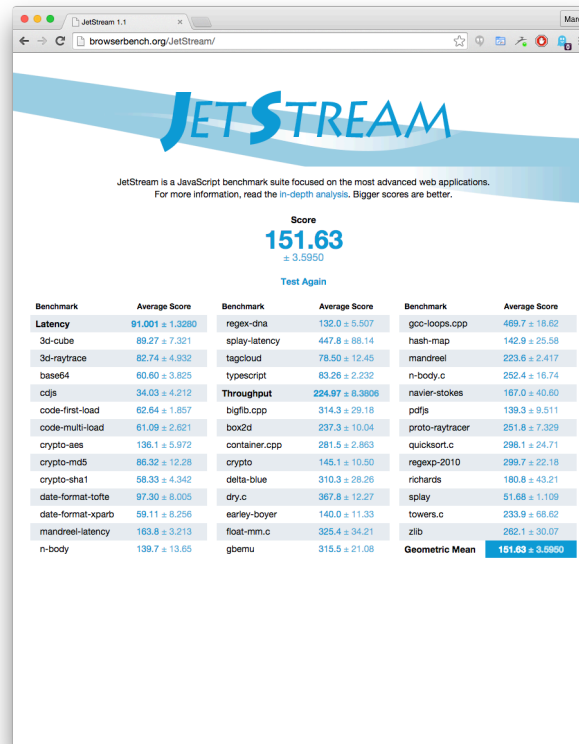 JetStream 1.1
Marc
browserbench.org/JetStream/
0
JETSTREAM
JetStream is a JavaScript benchmark suite focused on the most advanced web applications.
For more information, read the in-depth analysis. Bigger scores are better.
Score
151.63
± 3.5950
Test Again
Benchmark Average Score
Latency 91.001 ± 1.3280
3d-cube 89.27 ± 7.321
3d-raytrace 82.74 ± 4.932
base64 60.60 ± 3.825
cdjs 34.03 ± 4.212
code-first-load 62.64 ± 1.857
code-multi-load 61.09 ± 2.621
crypto-aes 136.1 ± 5.972
crypto-md5 86.32 ± 12.28
crypto-sha1 58.33 ± 4.342
date-format-tofte 97.30 ± 8.005
date-format-xparb 59.11 ± 8.256
mandreel-latency 163.8 ± 3.213
n-body 139.7 ± 13.65
Benchmark Average Score
regex-dna 132.0 ± 5.507
splay-latency 447.8 ± 88.14
tagcloud 78.50 ± 12.45
typescript 83.26 ± 2.232
Throughput 224.97 ± 8.3806
bigfib.cpp 314.3 ± 29.18
box2d 237.3 ± 10.04
container.cpp 281.5 ± 2.863
crypto 145.1 ± 10.50
delta-blue 310.3 ± 28.26
dry.c 367.8 ± 12.27
earley-boyer 140.0 ± 11.33
float-mm.c 325.4 ± 34.21
gbemu 315.5 ± 21.08
Benchmark Average Score
gcc-loops.cpp 469.7 ± 18.62
hash-map 142.9 ± 25.58
mandreel 223.6 ± 2.417
n-body.c 252.4 ± 16.74
navier-stokes 167.0 ± 40.60
pdfjs 139.3 ± 9.511
proto-raytracer 251.8 ± 7.329
quicksort.c 298.1 ± 24.71
regexp-2010 299.7 ± 22.18
richards 180.8 ± 43.21
splay 51.68 ± 1.109
towers.c 233.9 ± 68.62
zlib 262.1 ± 30.07
Geometric Mean 151.63 ± 3.5950